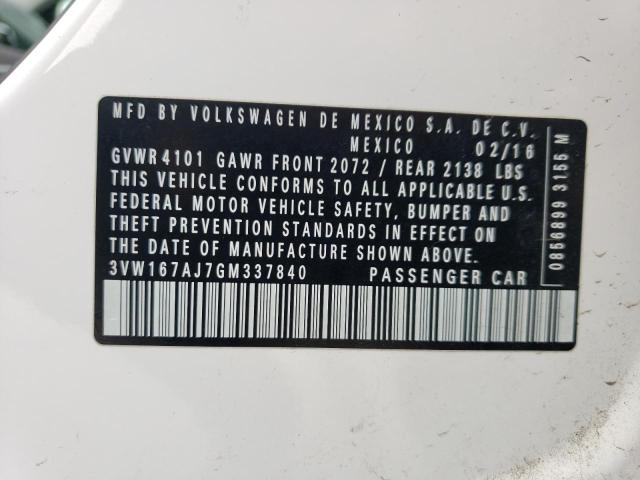 MFD BY VOLKSWAGEN DE MEXICO S.A. DE C.V.
MEXICO 02/16
GVWR 4101 GAWR FRONT 2072 / REAR 2138 LBS
THIS VEHICLE CONFORMS TO ALL APPLICABLE U.S.
FEDERAL MOTOR VEHICLE SAFETY, BUMPER AND
THEFT PREVENTION STANDARDS IN EFFECT ON
THE DATE OF MANUFACTURE SHOWN ABOVE.
3VW167AJ7GM337840 PASSENGER CAR
0856899 3155 M